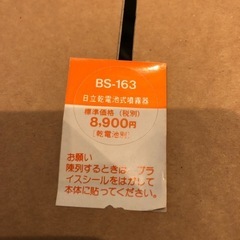 BS-163
日立乾電池式噴霧器
標準価格(税別)
8,900円
(乾電池別)
お願い
陳列するときは、プラ
イスシールをはがして
本体に貼ってください。